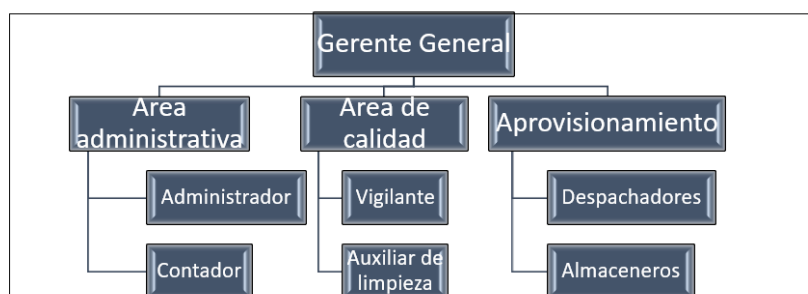 Gerente General
Area
administrativa
Area de
calidad
Aprovisionamiento
Administrador
Vigilante
Despachadores
Contador
Auxiliar de
limpieza
Almaceneros